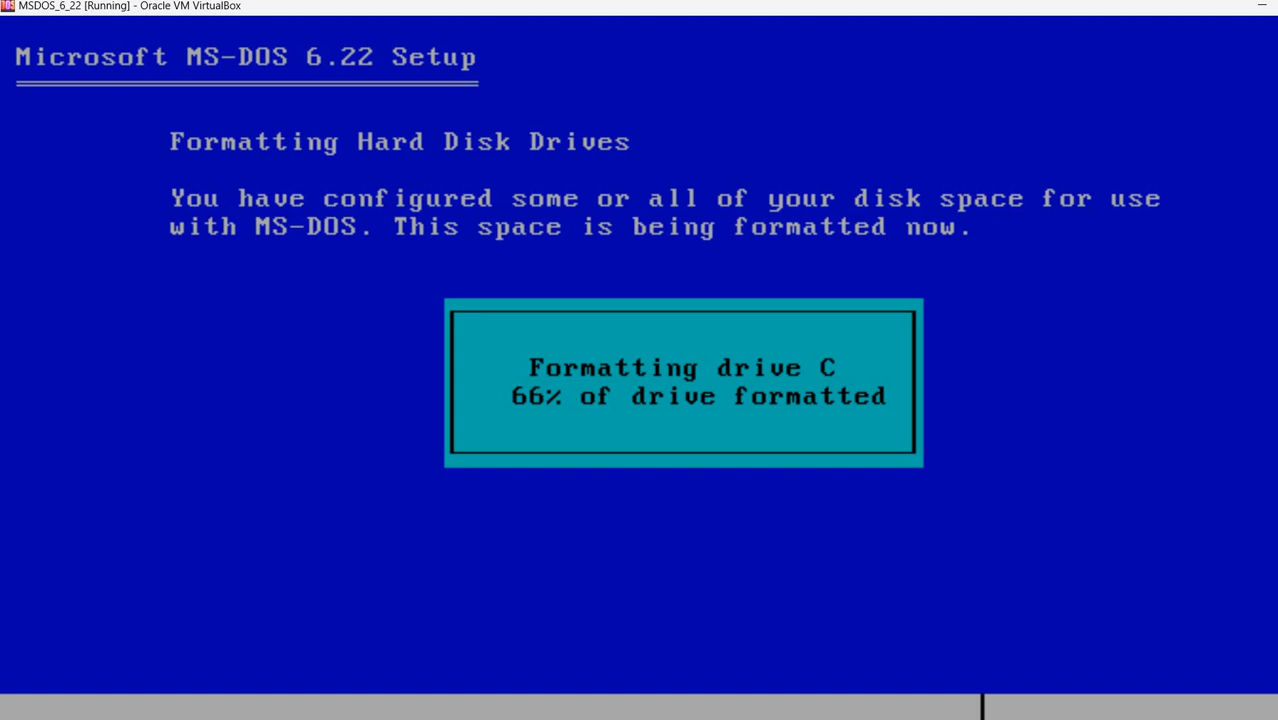 MSDOS_6_22 [Running] - Oracle VM VirtualBox
Microsoft MS-DOS 6.22 Setup
Formatting Hard Disk Drives
You have configured some or all of your disk space for use
with MS-DOS. This space is being formatted now.
Formatting drive C
66% of drive formatted